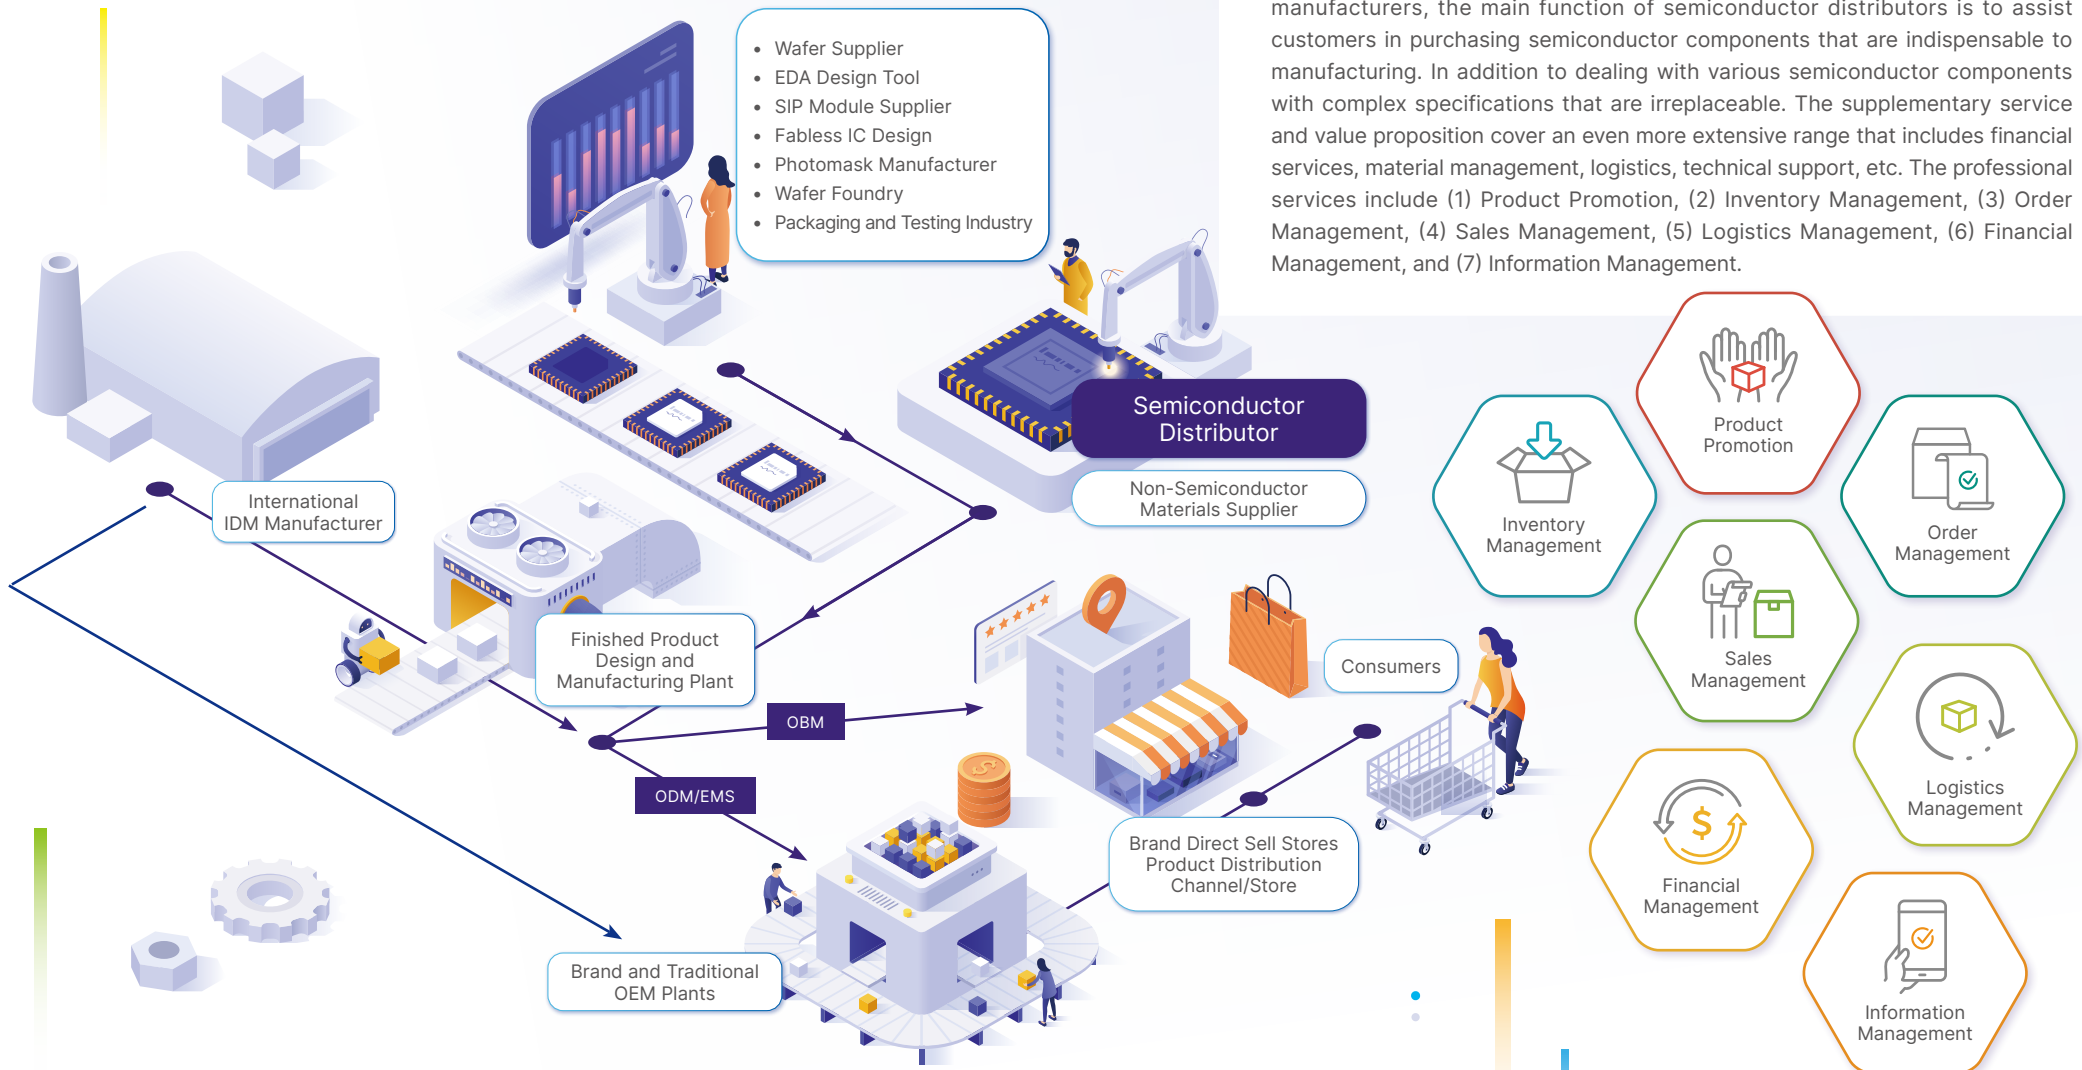 manufacturers, the main function of semiconductor distributors is to assist
customers in purchasing semiconductor components that are indispensable to
manufacturing. In addition to dealing with various semiconductor components
with complex specifications that are irreplaceable. The supplementary service
and value proposition cover an even more extensive range that includes financial
services, material management, logistics, technical support, etc. The professional
services include (1) Product Promotion, (2) Inventory Management, (3) Order
Management, (4) Sales Management, (5) Logistics Management, (6) Financial
Management, and (7) Information Management.
• Wafer Supplier
• EDA Design Tool
• SIP Module Supplier
• Fabless IC Design
• Photomask Manufacturer
• Wafer Foundry
• Packaging and Testing Industry
Semiconductor
Distributor
Non-Semiconductor
Materials Supplier
International
IDM Manufacturer
Finished Product
Design and
Manufacturing Plant
OBM
ODM/EMS
Consumers
Brand Direct Sell Stores
Product Distribution
Channel/Store
Brand and Traditional
OEM Plants
Product
Promotion
Inventory
Management
Order
Management
Sales
Management
Logistics
Management
$
Financial
Management
Information
Management